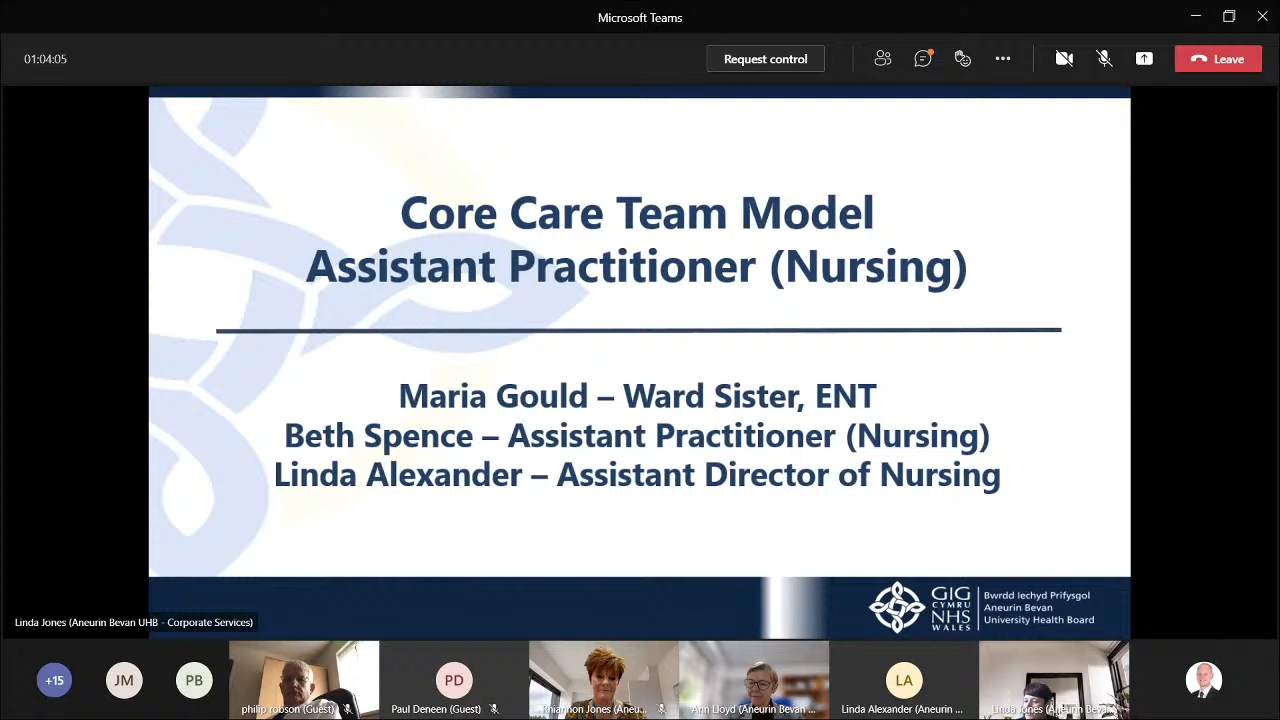 Microsoft Teams
01:04:05
Request control
Leave
Core Care Team Model
Assistant Practitioner (Nursing)
Maria Gould – Ward Sister, ENT
Beth Spence – Assistant Practitioner (Nursing)
Linda Alexander – Assistant Director of Nursing
GIG
CYMRU
NHS
WALES
Bwrdd Iechyd Prifysgol
Aneurin Bevan
University Health Board
Linda Jones (Aneurin Bevan UHB - Corporate Services)
+15
JM
PB
philip robson (Guest)
PD
Paul Deneen (Guest)
Rhiannon Jones (Aneu...
Ann Lloyd (Aneurin Bevan ...
LA
Linda Alexander (Aneurin ...
Linda Jones (Aneurin Beva...